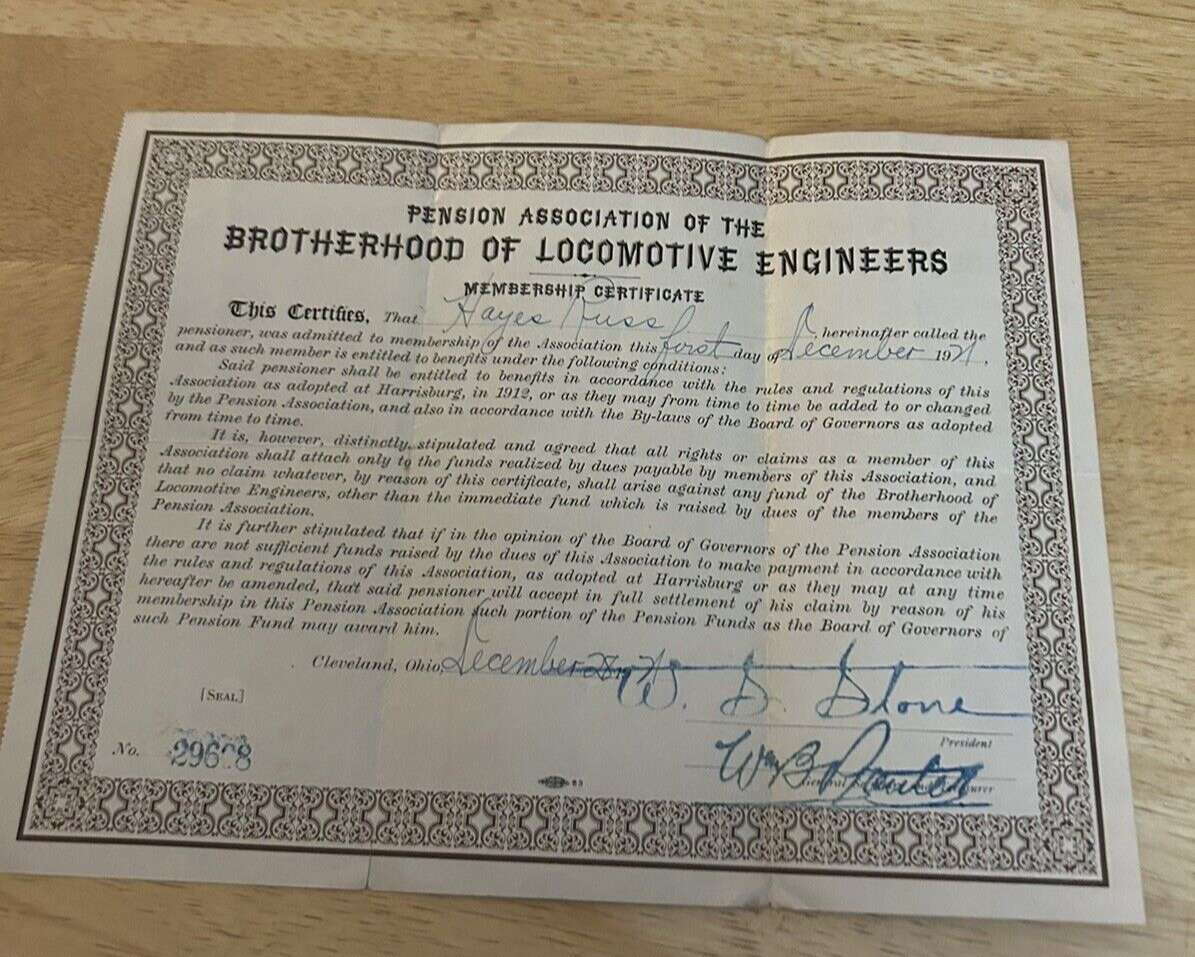 PENSION ASSOCIATION OF THE
BROTHERHOOD OF LOCOMOTIVE ENGINEERS
MEMBERSHIP CERTIFICATE
This Certifies, That Hayes Russ, hereinafter called the
pensioner, was admitted to membership of the Association this first day of December 1921,
and as such member is entitled to benefits under the following conditions:
Said pensioner shall be entitled to benefits in accordance with the rules and regulations of this
Association as adopted at Harrisburg, in 1912, or as they may from time to time be added to or changed
by the Pension Association, and also in accordance with the By-laws of the Board of Governors as adopted
from time to time.
It is, however, distinctly stipulated and agreed that all rights or claims as a member of this
Association shall attach only to the funds realized by dues payable by members of this Association, and
that no claim whatever, by reason of this certificate, shall arise against any fund of the Brotherhood of
Locomotive Engineers, other than the immediate fund which is raised by dues of the members of the
Pension Association.
It is further stipulated that if in the opinion of the Board of Governors of the Pension Association
there are not sufficient funds raised by the dues of this Association to make payment in accordance with
the rules and regulations of this Association, as adopted at Harrisburg or as they may at any time
hereafter be amended, that said pensioner will accept in full settlement of his claim by reason of his
membership in this Pension Association such portion of the Pension Funds as the Board of Governors of
such Pension Fund may award him.
Cleveland, Ohio, December 28 1921
W. S. Stone
[SEAL]
President
No.
Wm B Prenter
General
83